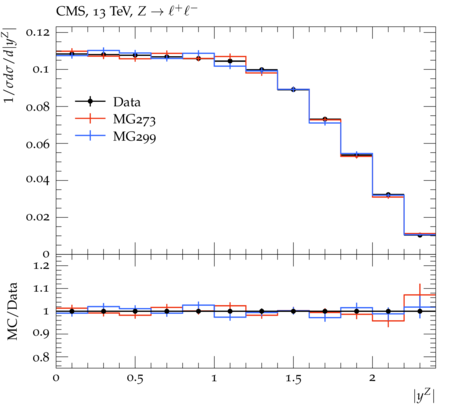 CMS, 13 TeV, Z → ℓ⁺ℓ⁻
1/σdσ/d|y^Z|
0.12
0.1
0.08
0.06
0.04
0.02
0
Data
MG273
MG299
MC/Data
1.2
1.1
1
0.9
0.8
0 0.5 1 1.5 2
|y^Z|